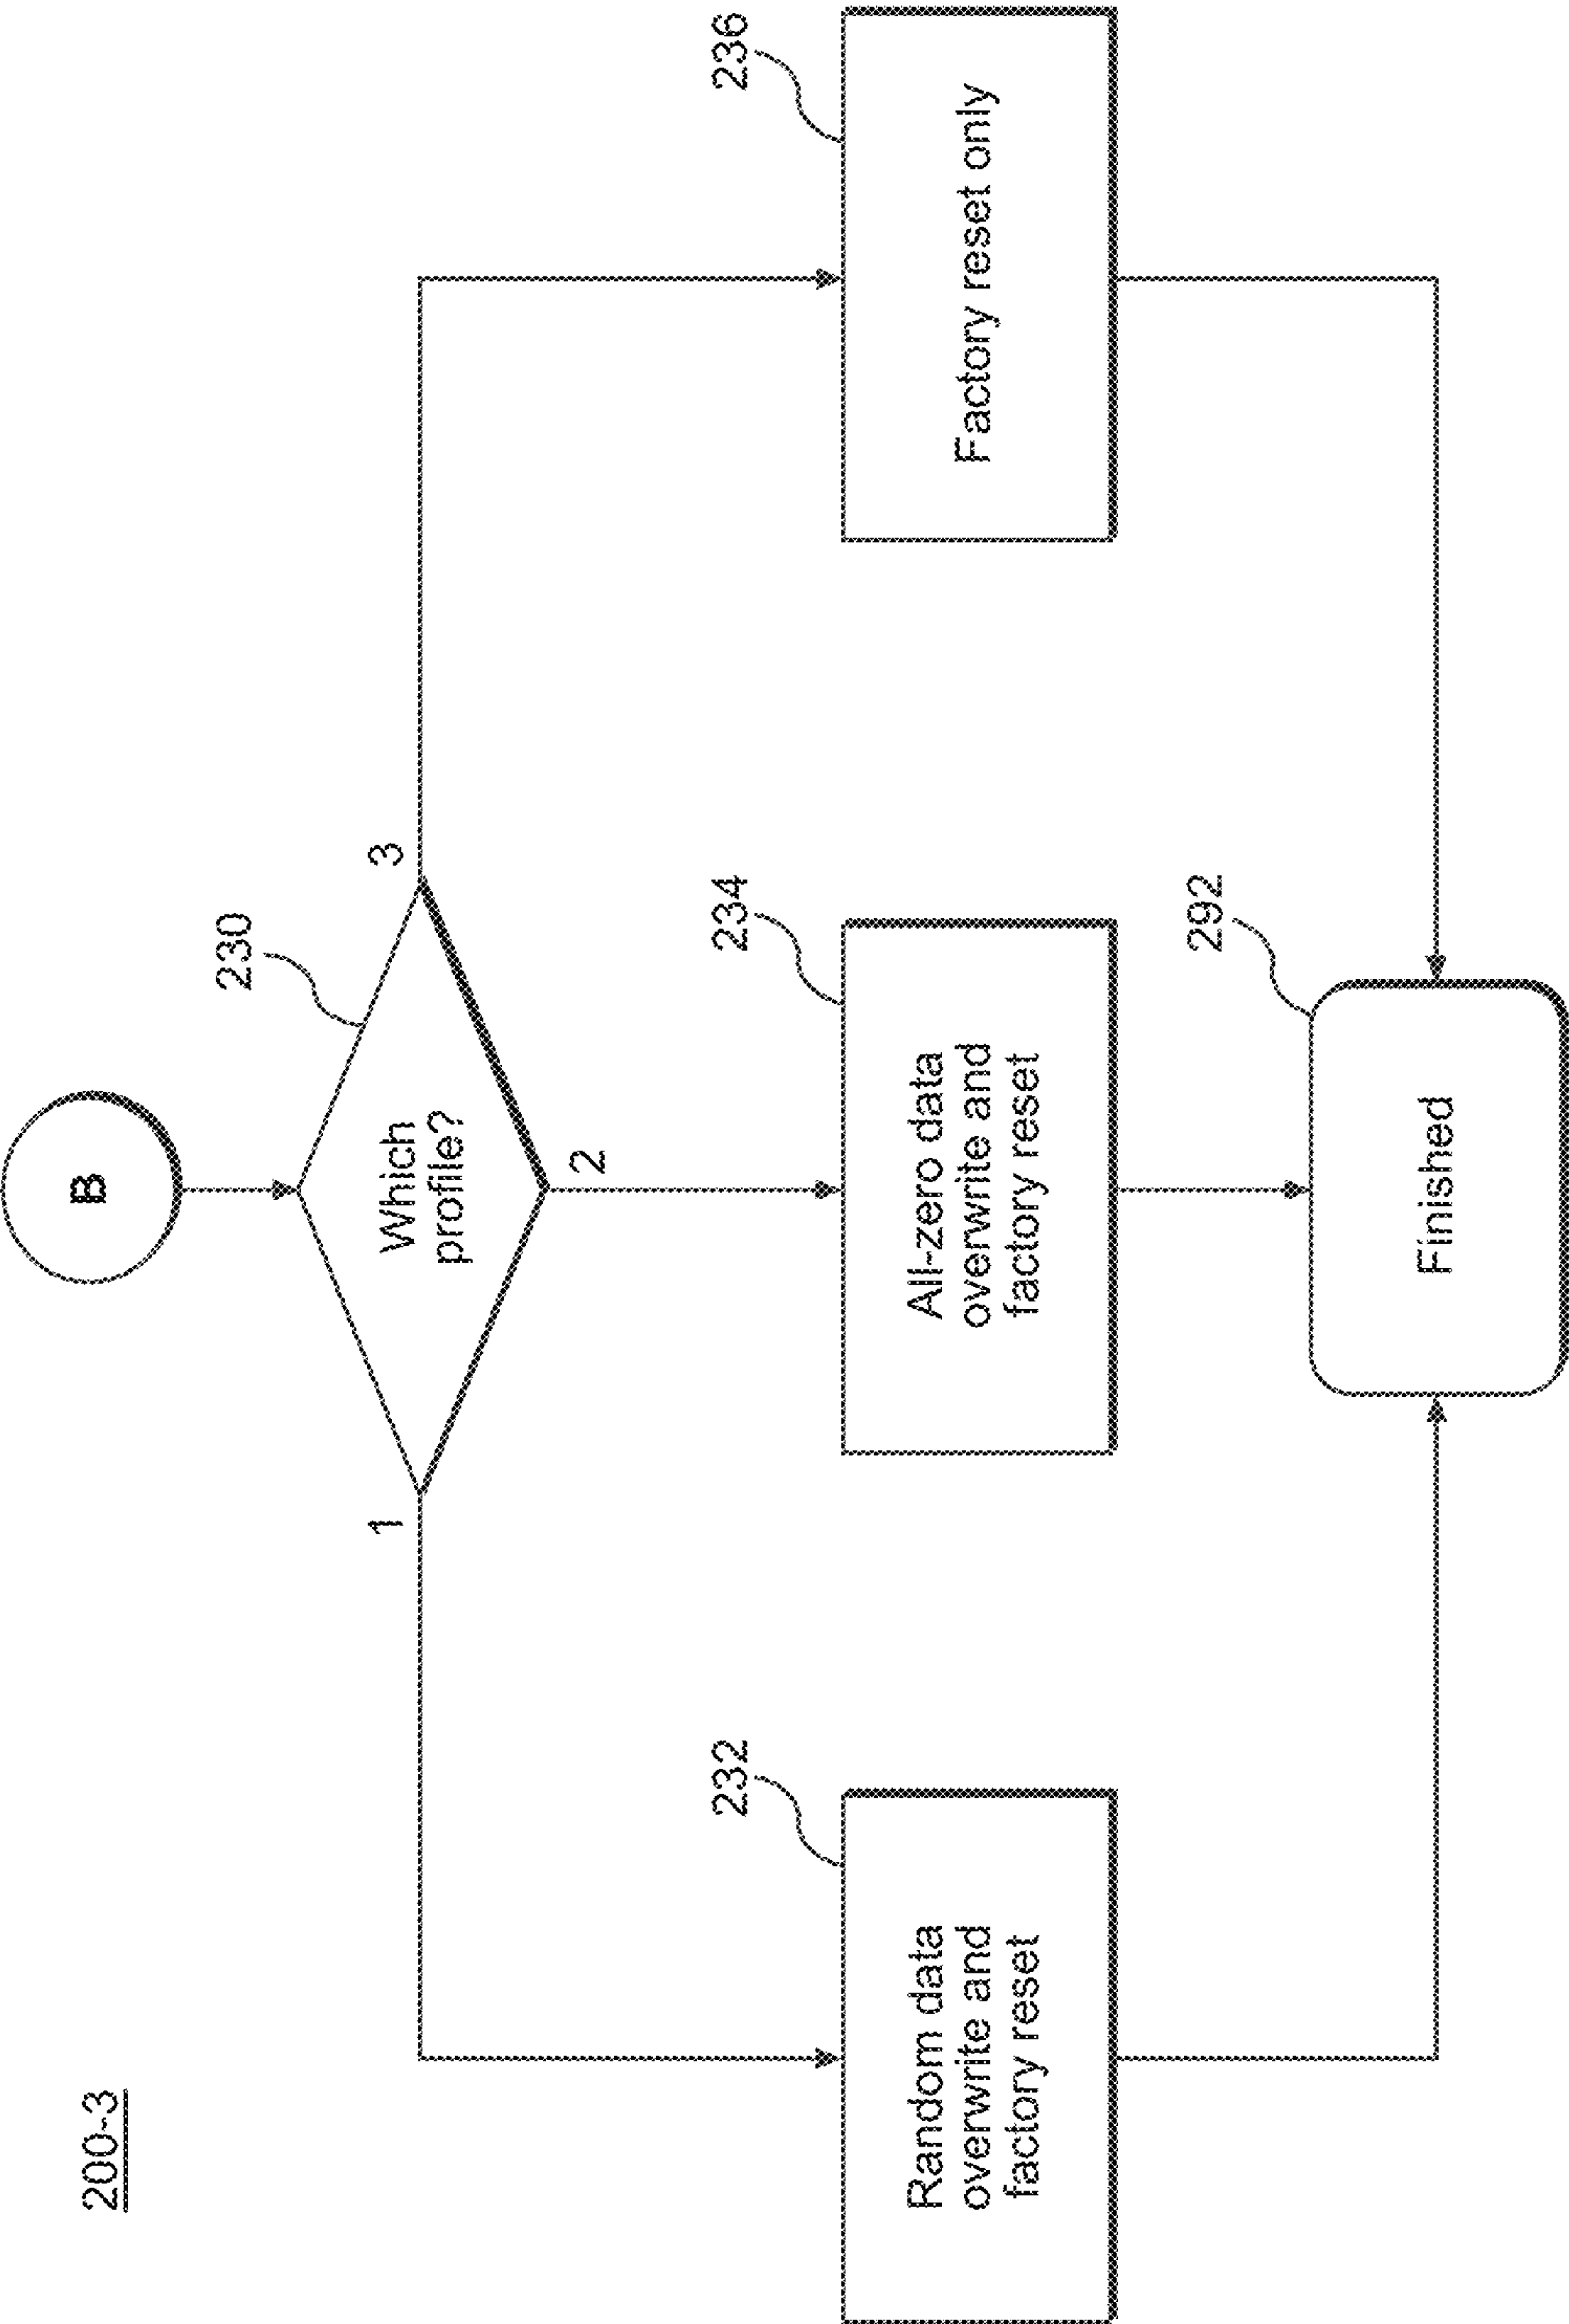 200-3
B
230
Which
profile?
1
2
3
232
Random data
overwrite and
factory reset
234
All-zero data
overwrite and
factory reset
236
Factory reset only
292
Finished